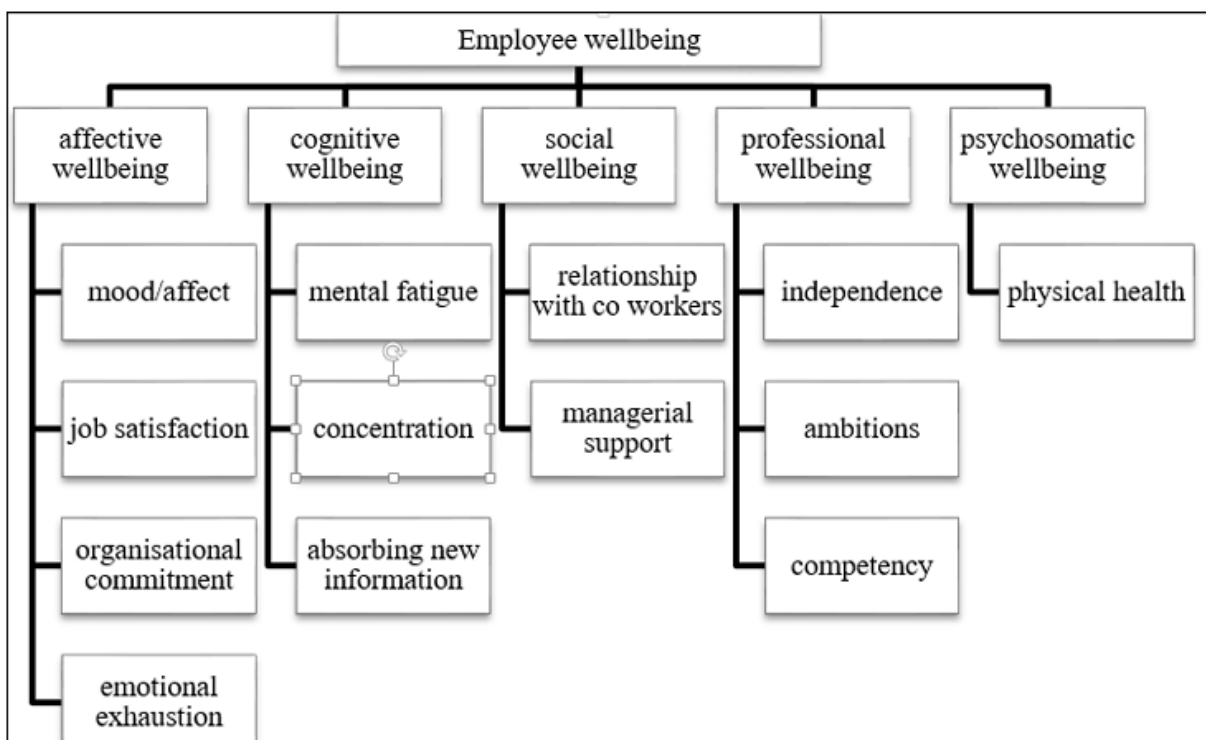 Employee wellbeing
affective
wellbeing
cognitive
wellbeing
social
wellbeing
professional
wellbeing
psychosomatic
wellbeing
mood/affect
mental fatigue
relationship
with co workers
independence
physical health
job satisfaction
concentration
managerial
support
ambitions
organisational
commitment
absorbing new
information
competency
emotional
exhaustion